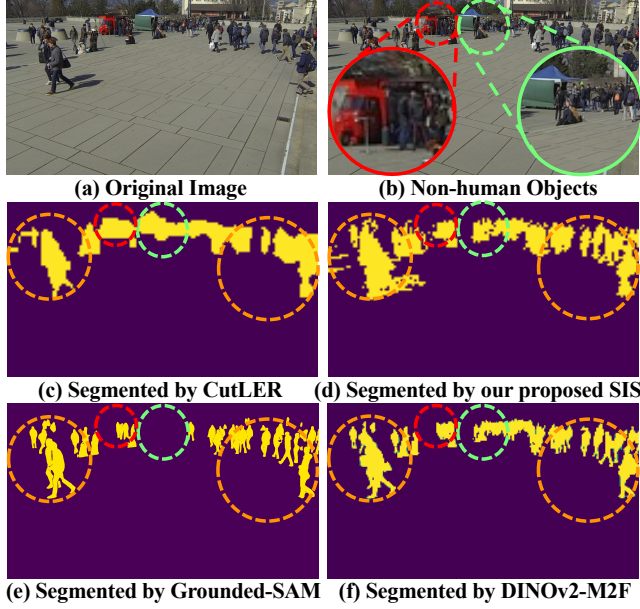 (a) Original Image
(b) Non-human Objects
(c) Segmented by CutLER
(d) Segmented by our proposed SIS
(e) Segmented by Grounded-SAM
(f) Segmented by DINOv2-M2F